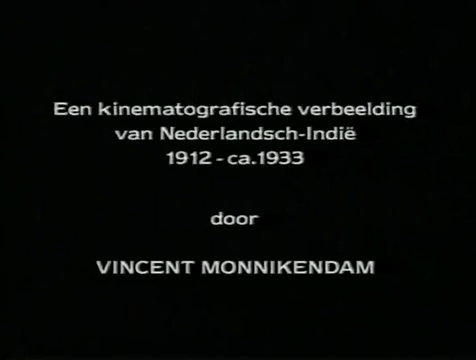 Een kinematografische verbeelding
van Nederlandsch-Indië
1912 - ca.1933
door
VINCENT MONNIKENDAM